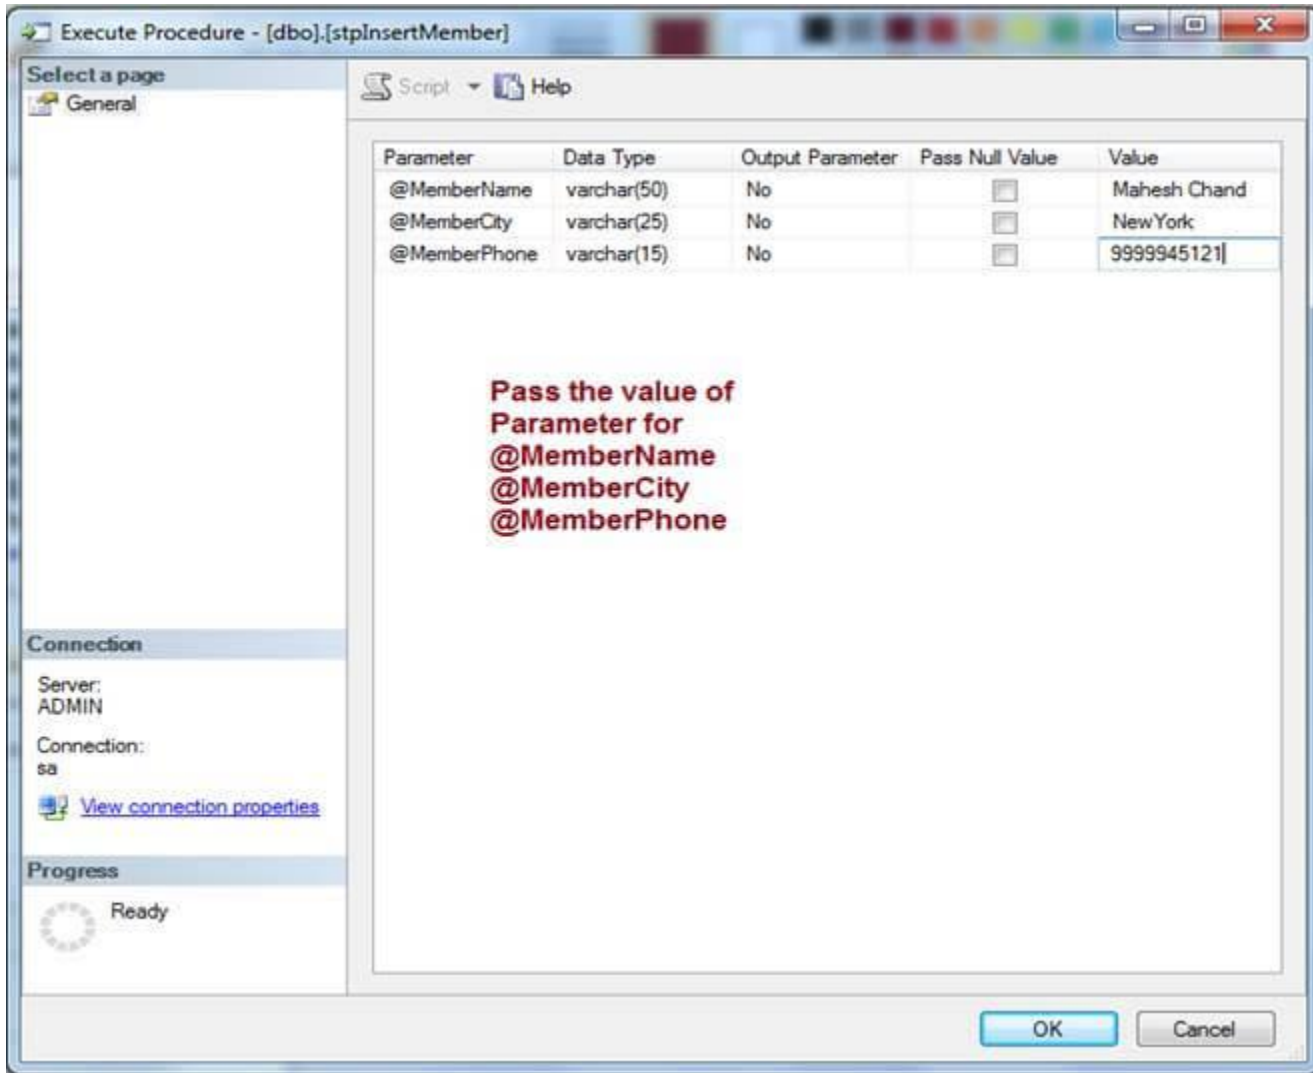 Execute Procedure - [dbo].[stpInsertMember]
Select a page
General
Script
Help
Parameter Data Type Output Parameter Pass Null Value Value
@MemberName varchar(50) No Mahesh Chand
@MemberCity varchar(25) No NewYork
@MemberPhone varchar(15) No 9999945121
Pass the value of
Parameter for
@MemberName
@MemberCity
@MemberPhone
Connection
Server:
ADMIN
Connection:
sa
View connection properties
Progress
Ready
OK Cancel